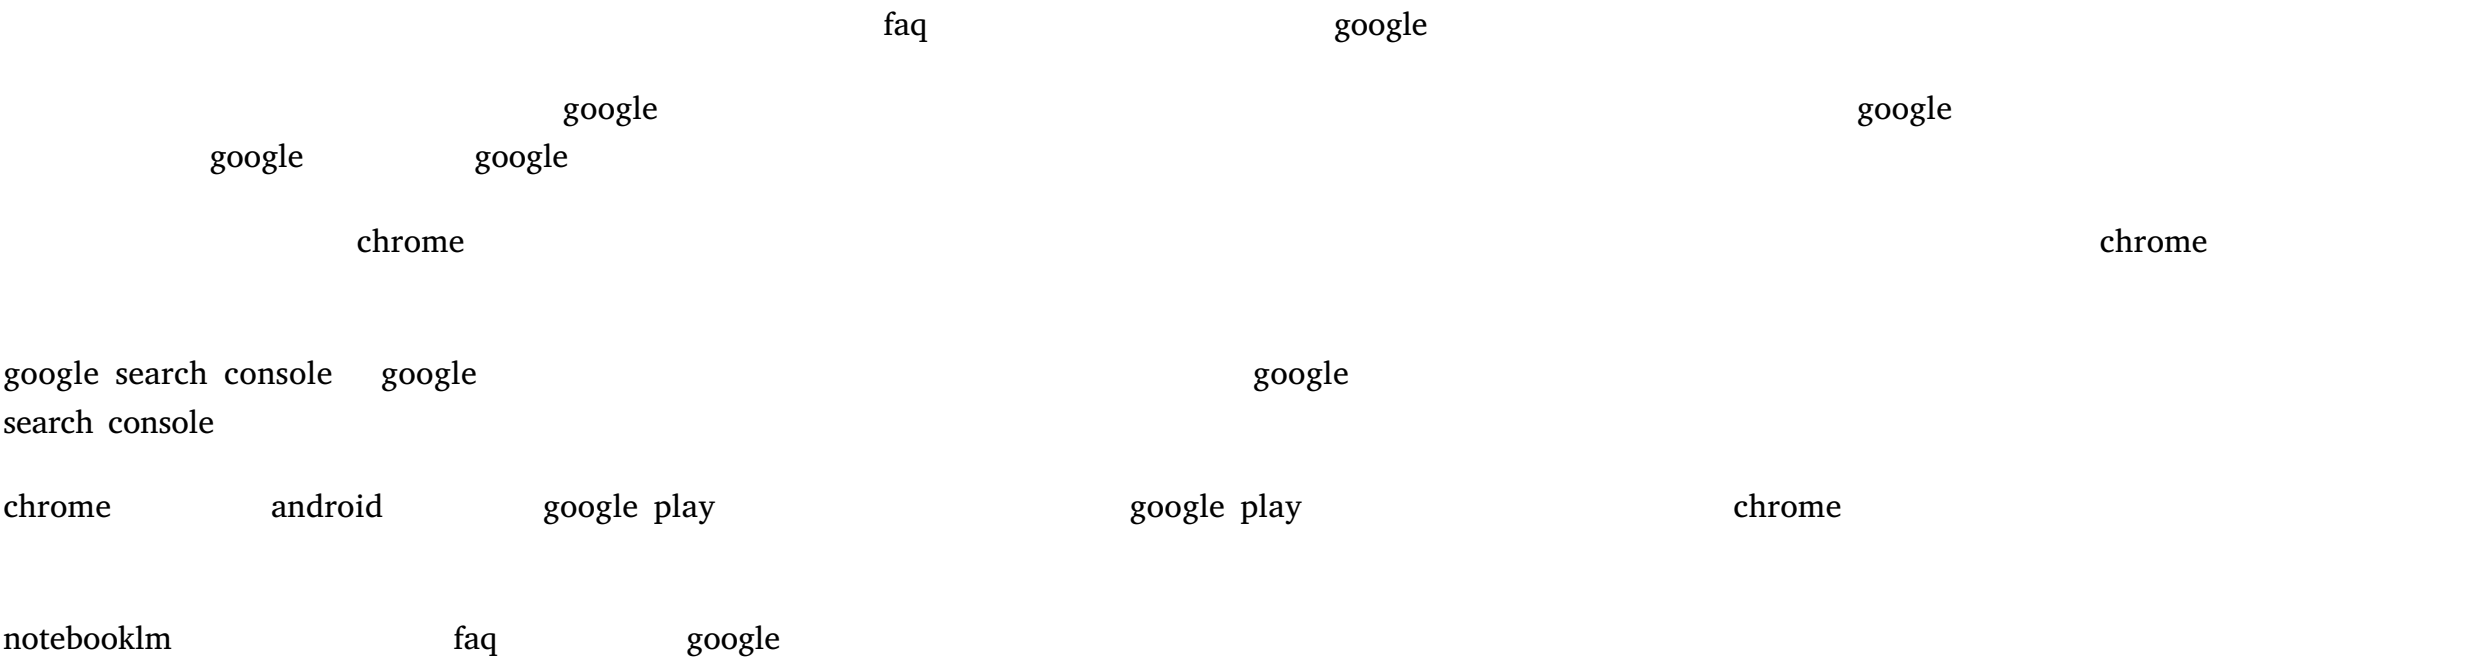 faq google
google google
google google
chrome chrome
google search console google google
search console
chrome android google play google play chrome
notebooklm faq google